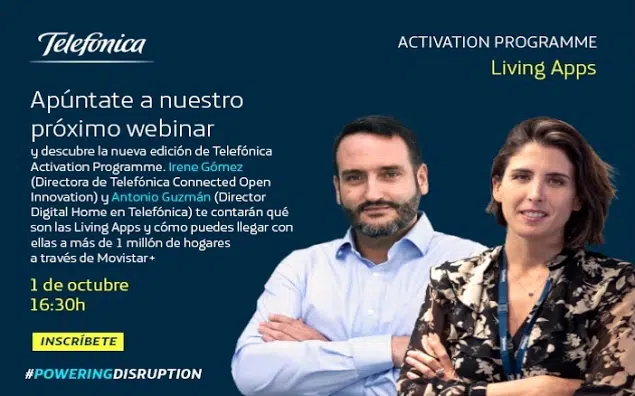 Telefónica
ACTIVATION PROGRAMME
Living Apps
Apúntate a nuestro
próximo webinar
y descubre la nueva edición de Telefónica
Activation Programme. Irene Gómez
(Directora de Telefónica Connected Open
Innovation) y Antonio Guzmán (Director
Digital Home en Telefónica) te contarán qué
son las Living Apps y cómo puedes llegar con
ellas a más de 1 millón de hogares
a través de Movistar+
1 de octubre
16:30h
INSCRÍBETE
#POWERINGDISRUPTION